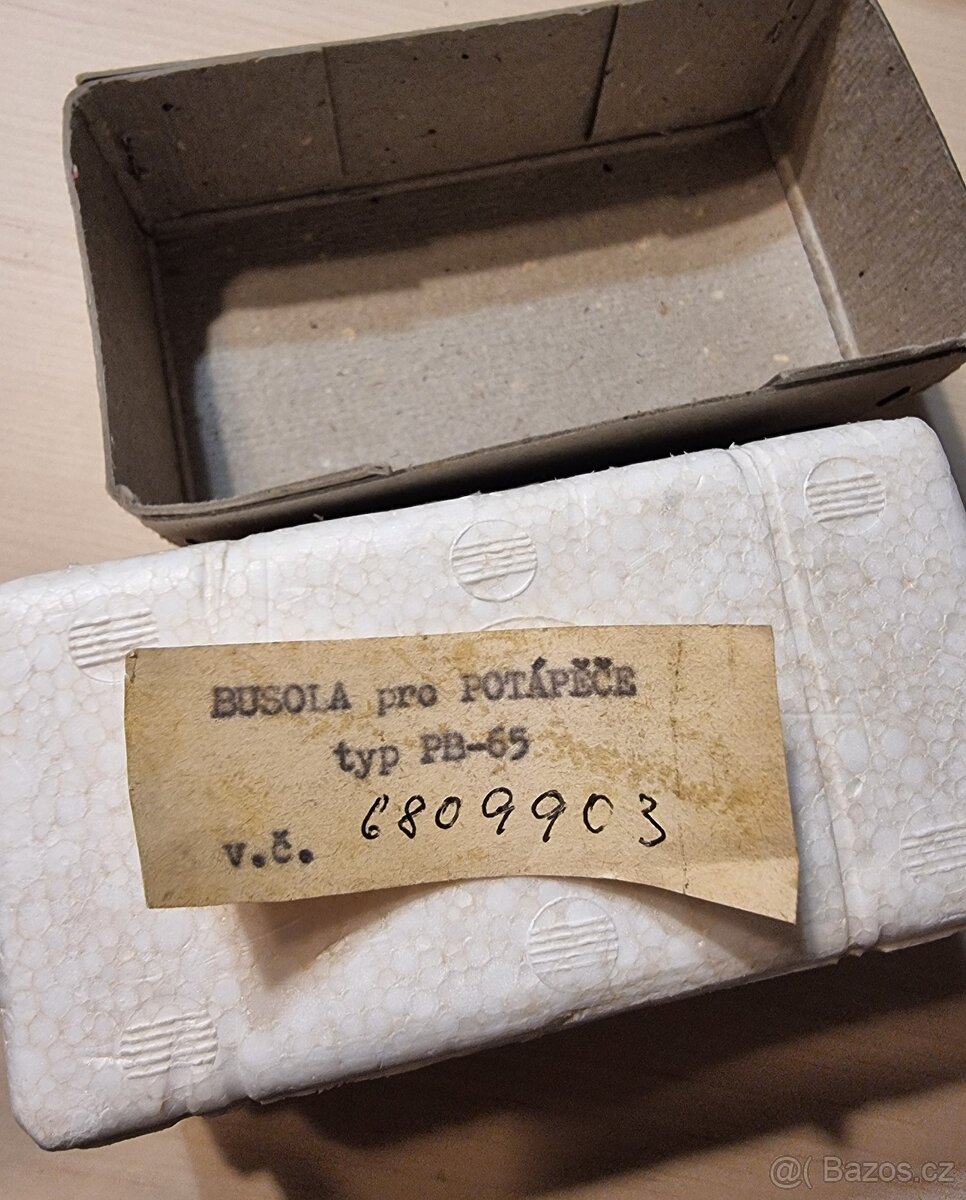 BUSOLA pro POTÁPĚČE
typ PB-65
v.č. 6809903
@( Bazos.cz